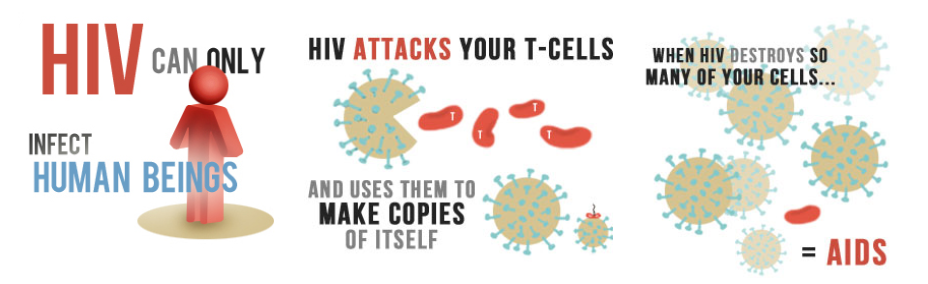 HIV CAN ONLY
INFECT
HUMAN BEINGS
HIV ATTACKS YOUR T-CELLS
T
T
T
T
AND USES THEM TO
MAKE COPIES
OF ITSELF
WHEN HIV DESTROYS SO
MANY OF YOUR CELLS...
= AIDS